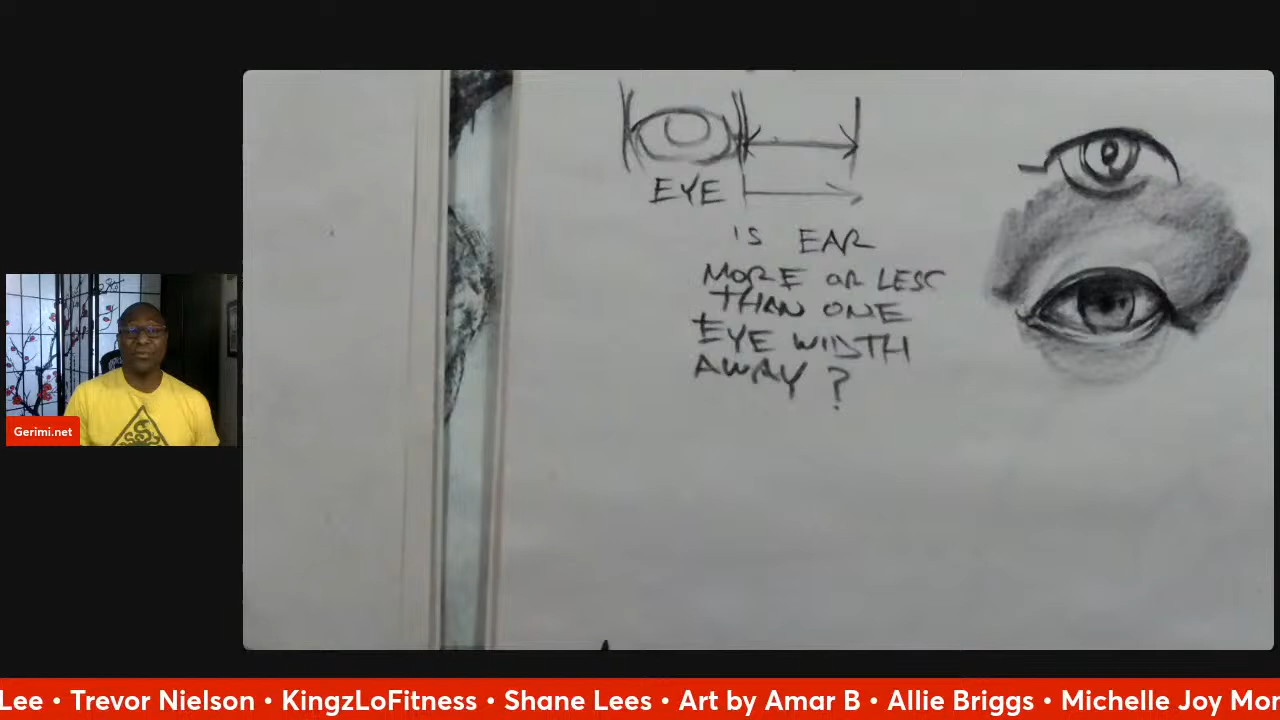 EYE
IS EAR
MORE OR LESS
THAN ONE
EYE WIDTH
AWAY ?
Gerimi.net
Lee • Trevor Nielson • KingzLoFitness • Shane Lees • Art by Amar B • Allie Briggs • Michelle Joy Mor